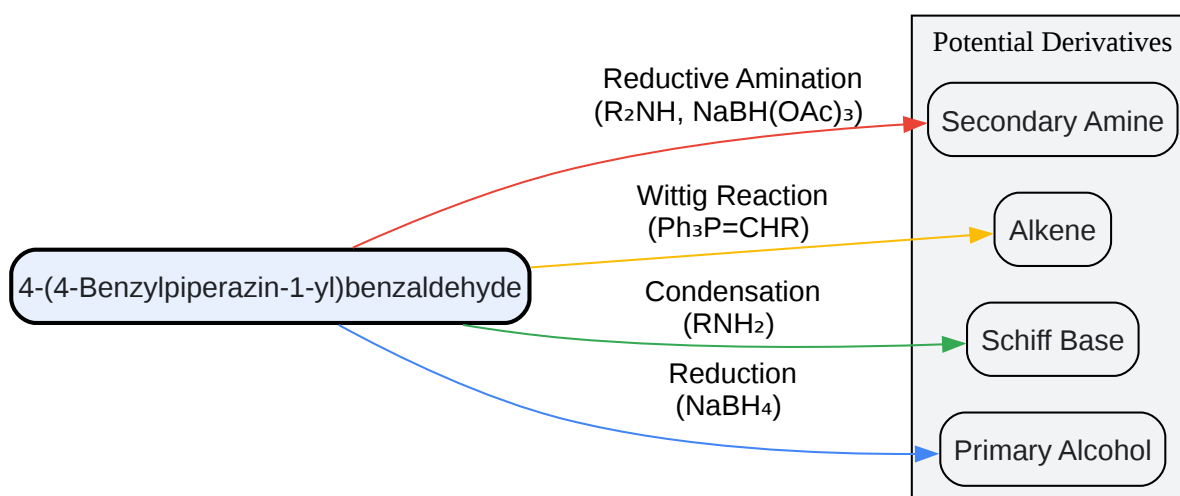 Potential Derivatives
Reductive Amination
(R₂NH, NaBH(OAc)₃)
Secondary Amine
Wittig Reaction
(Ph₃P=CHR)
Alkene
4-(4-Benzylpiperazin-1-yl)benzaldehyde
Condensation
(RNH₂)
Schiff Base
Reduction
(NaBH₄)
Primary Alcohol